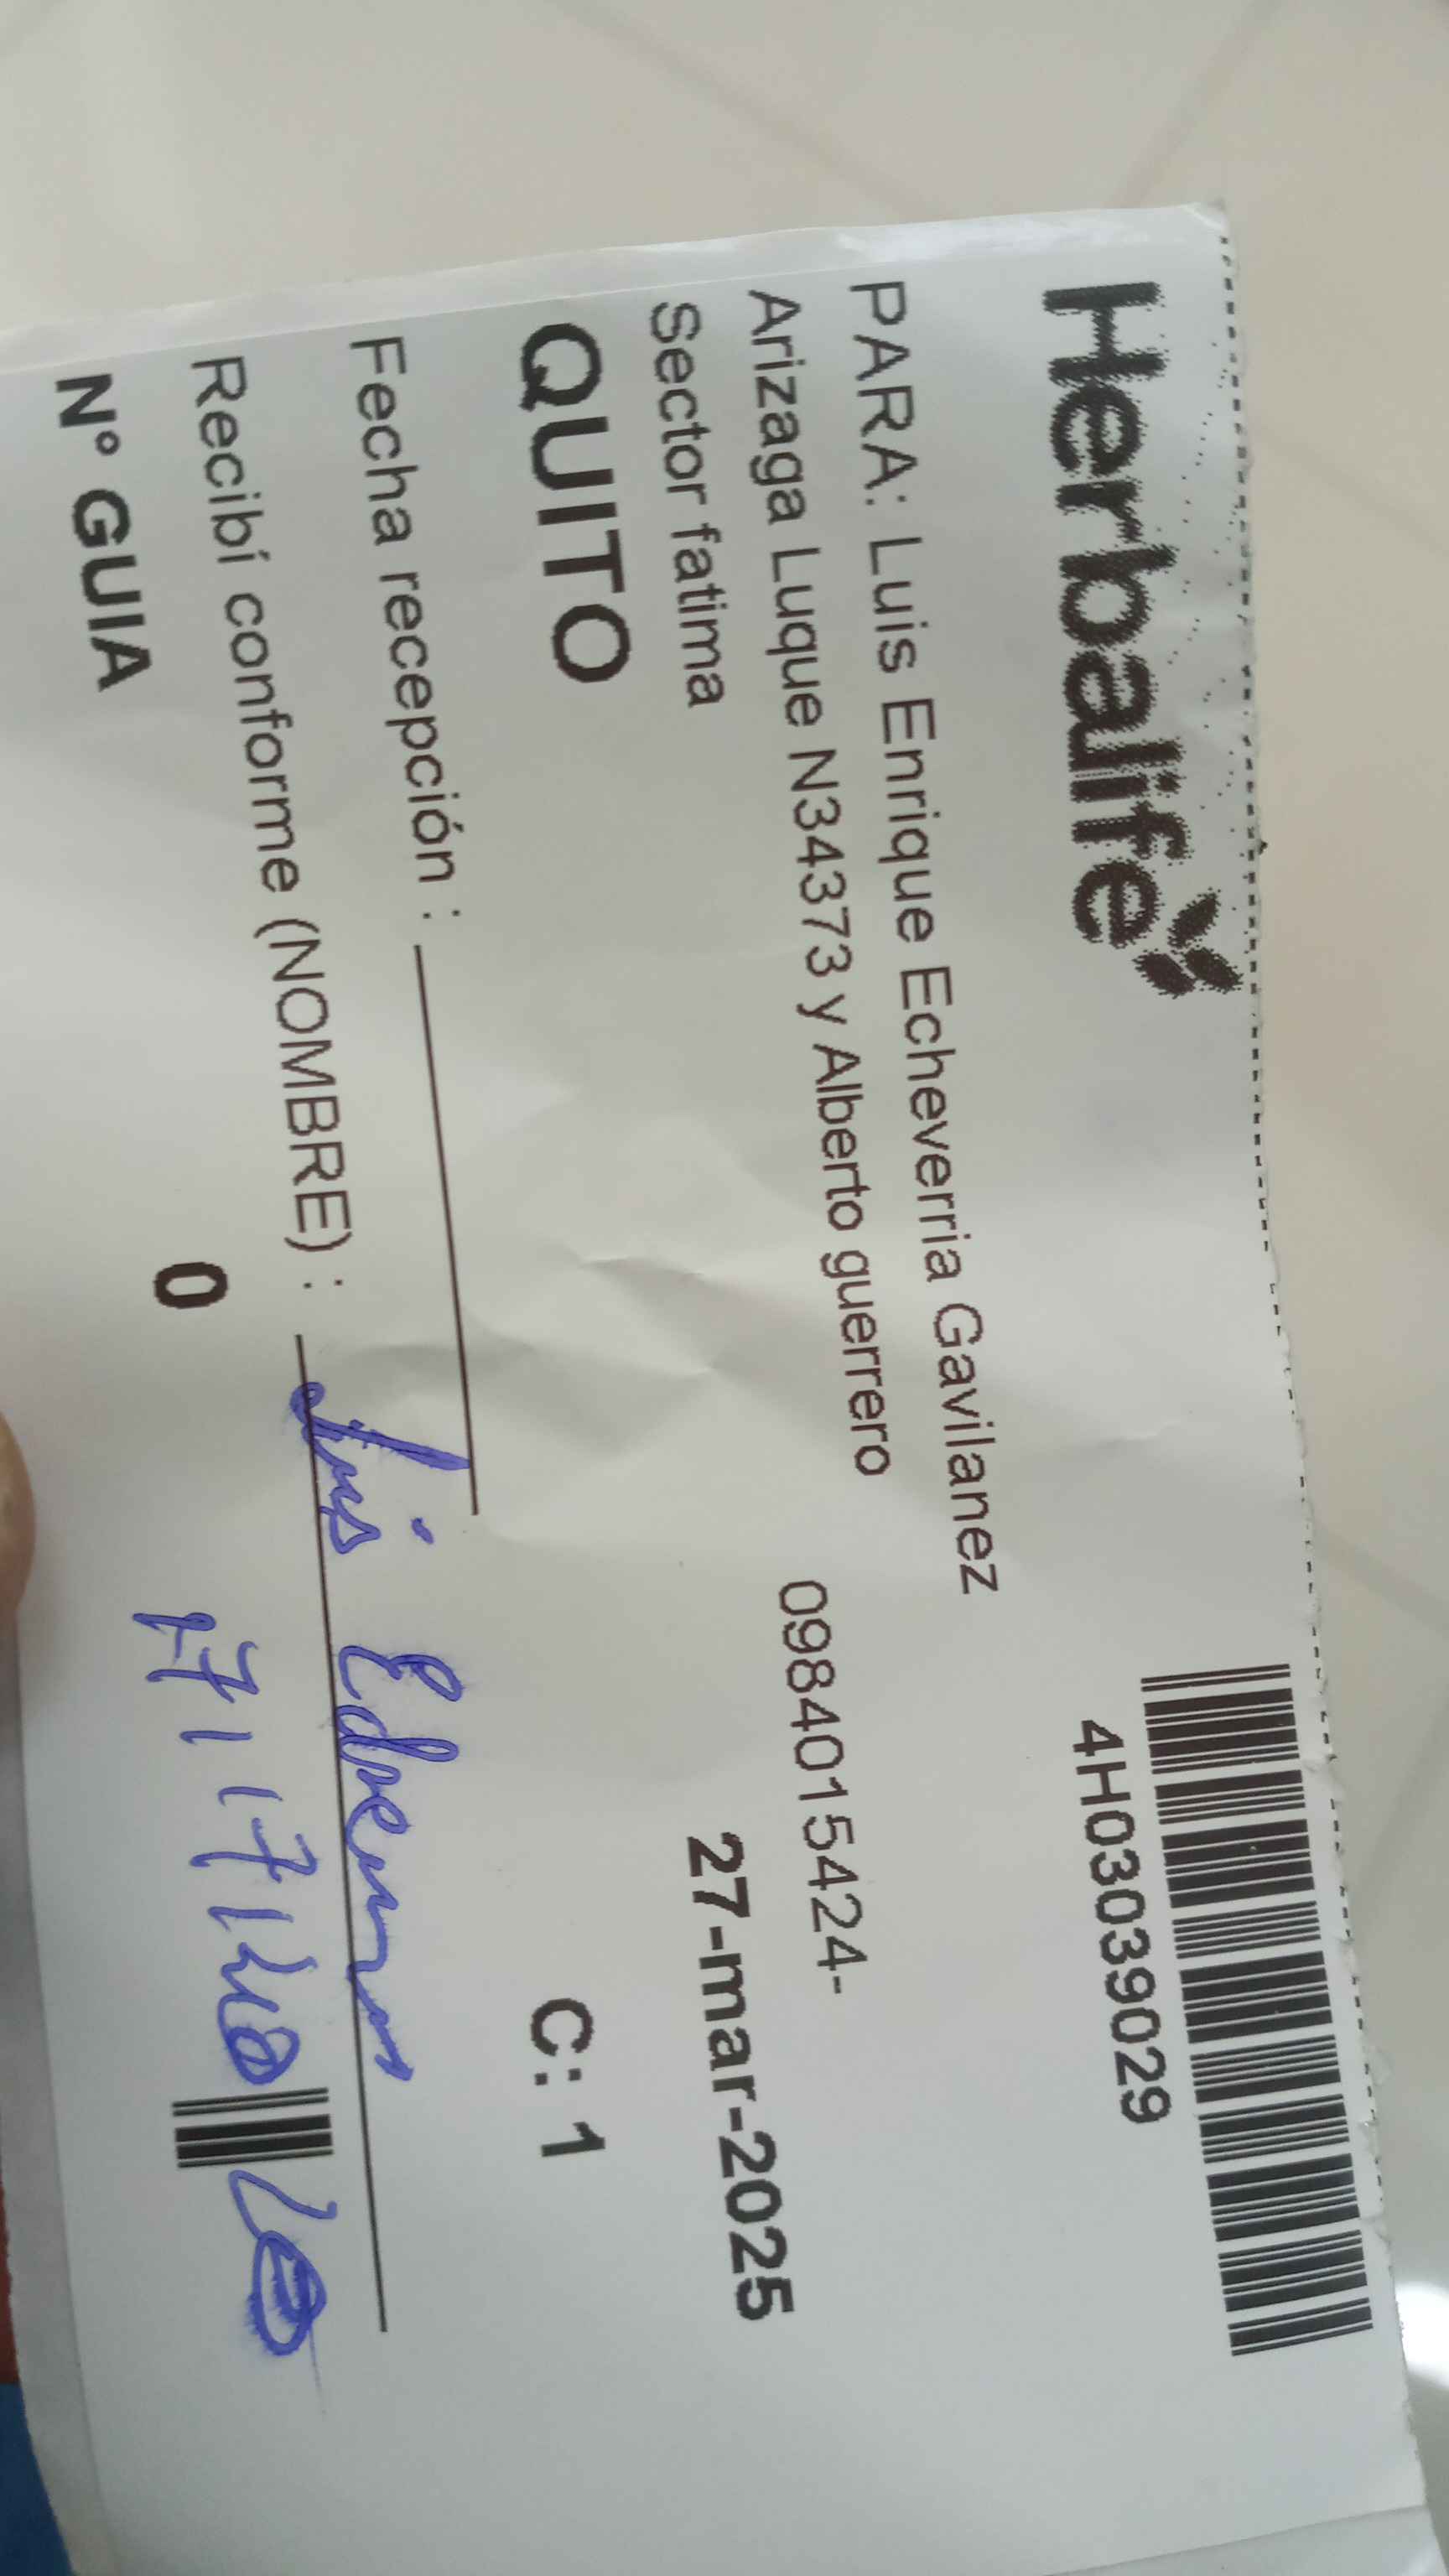 Herbalife
4H03039029
PARA: Luis Enrique Echeverria Gavilanez
Arizaga Luque N34373 y Alberto guerrero 0984015424-
Sector fatima
27-mar-2025
QUITO C: 1
Fecha recepción :
Recibí conforme (NOMBRE) : Luis
N° GUIA 0